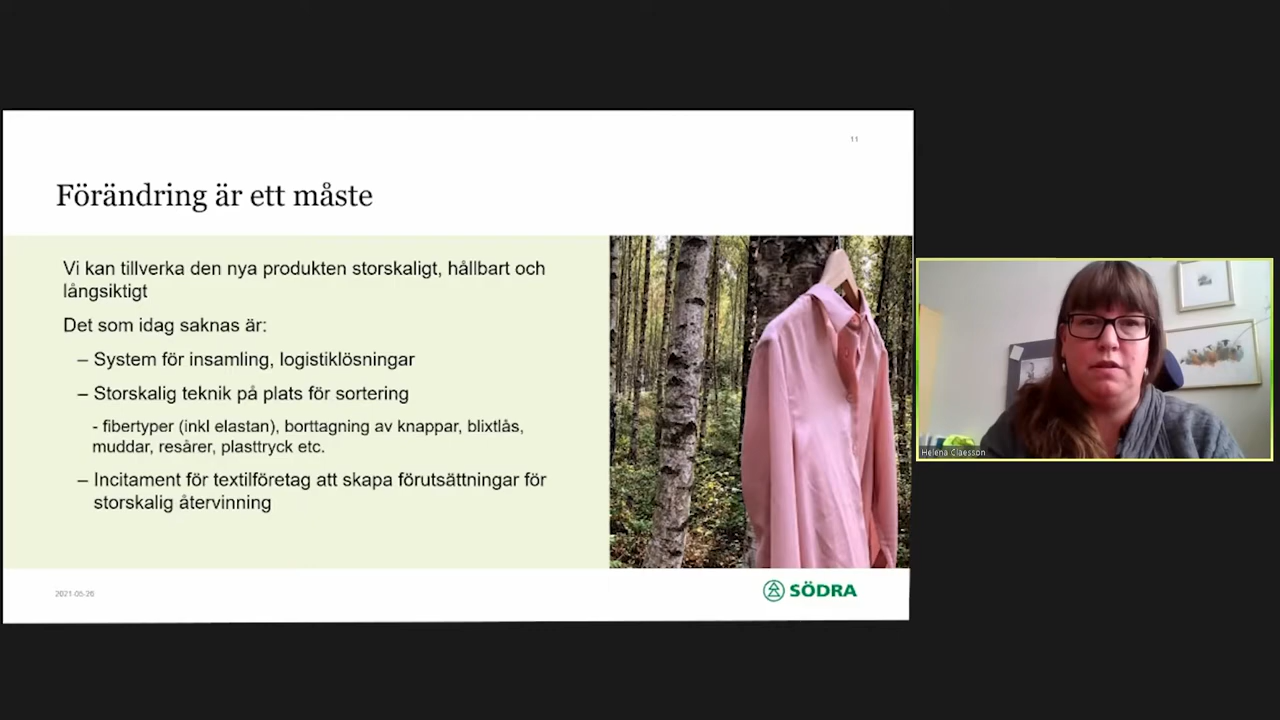 11
Förändring är ett måste
Vi kan tillverka den nya produkten storskaligt, hållbart och
långsiktigt
Det som idag saknas är:
– System för insamling, logistiklösningar
– Storskalig teknik på plats för sortering
- fibertyper (inkl elastan), borttagning av knappar, blixtlås,
muddar, resårer, plasttryck etc.
– Incitament för textilföretag att skapa förutsättningar för
storskalig återvinning
2021-05-26
SÖDRA
Helena Claesson